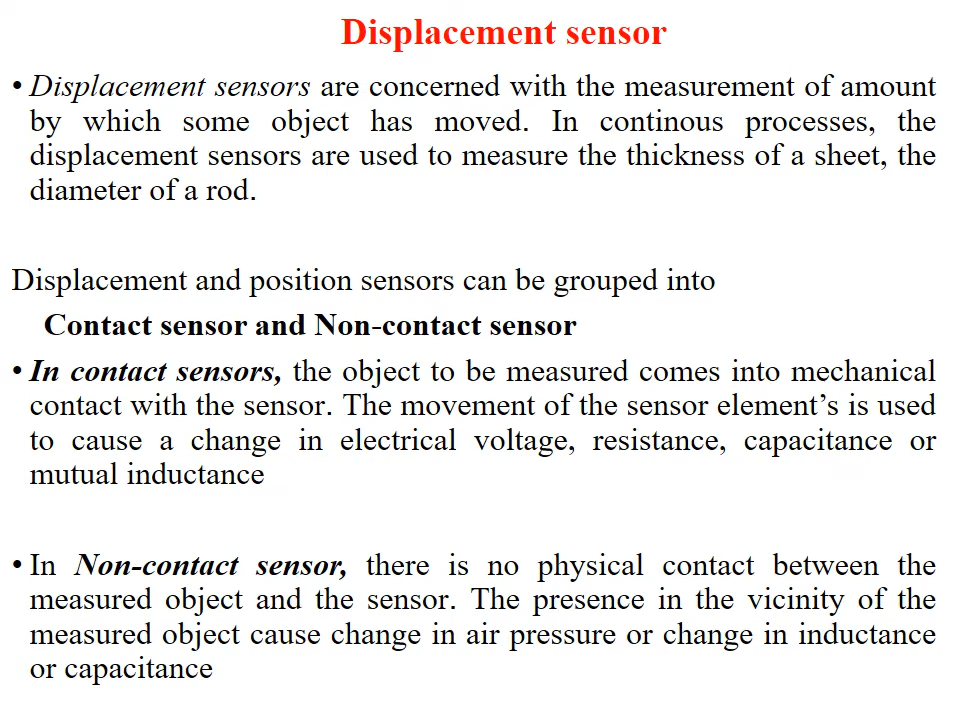 Displacement sensor
• Displacement sensors are concerned with the measurement of amount
by which some object has moved. In continous processes, the
displacement sensors are used to measure the thickness of a sheet, the
diameter of a rod.
Displacement and position sensors can be grouped into
Contact sensor and Non-contact sensor
• In contact sensors, the object to be measured comes into mechanical
contact with the sensor. The movement of the sensor element’s is used
to cause a change in electrical voltage, resistance, capacitance or
mutual inductance
• In Non-contact sensor, there is no physical contact between the
measured object and the sensor. The presence in the vicinity of the
measured object cause change in air pressure or change in inductance
or capacitance